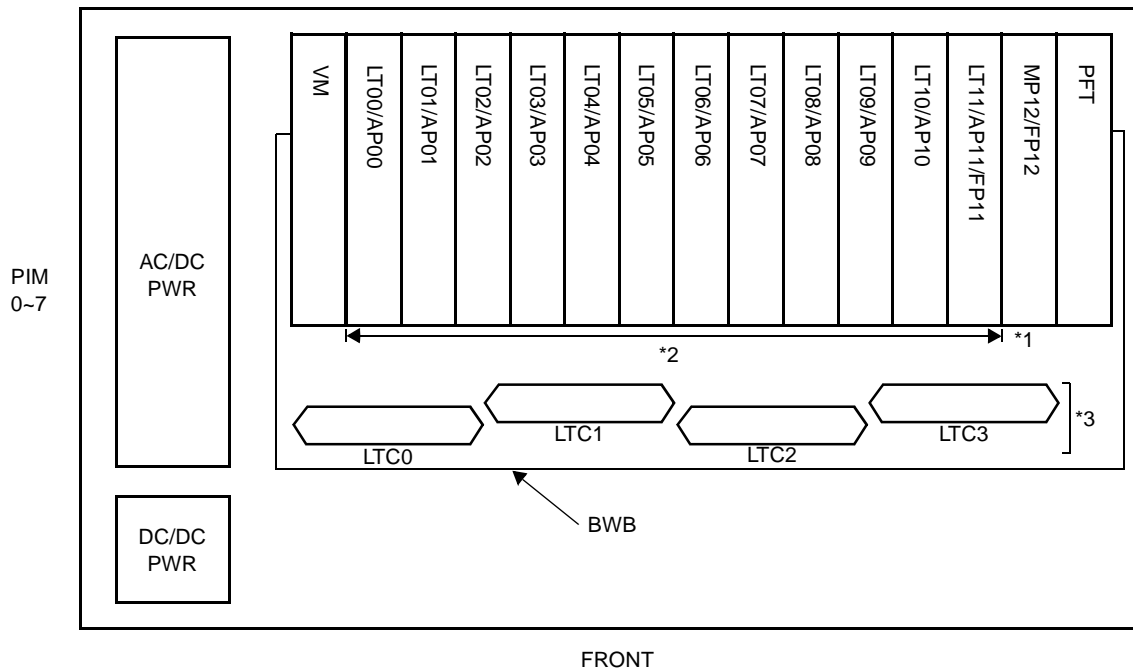 VM
LT00/AP00
LT01/AP01
LT02/AP02
LT03/AP03
LT04/AP04
LT05/AP05
LT06/AP06
LT07/AP07
LT08/AP08
LT09/AP09
LT10/AP10
LT11/AP11/FP11
MP12/FP12
PFT
PIM
0~7
AC/DC
PWR
*2
*1
LTC0
LTC1
LTC2
LTC3
*3
BWB
DC/DC
PWR
FRONT